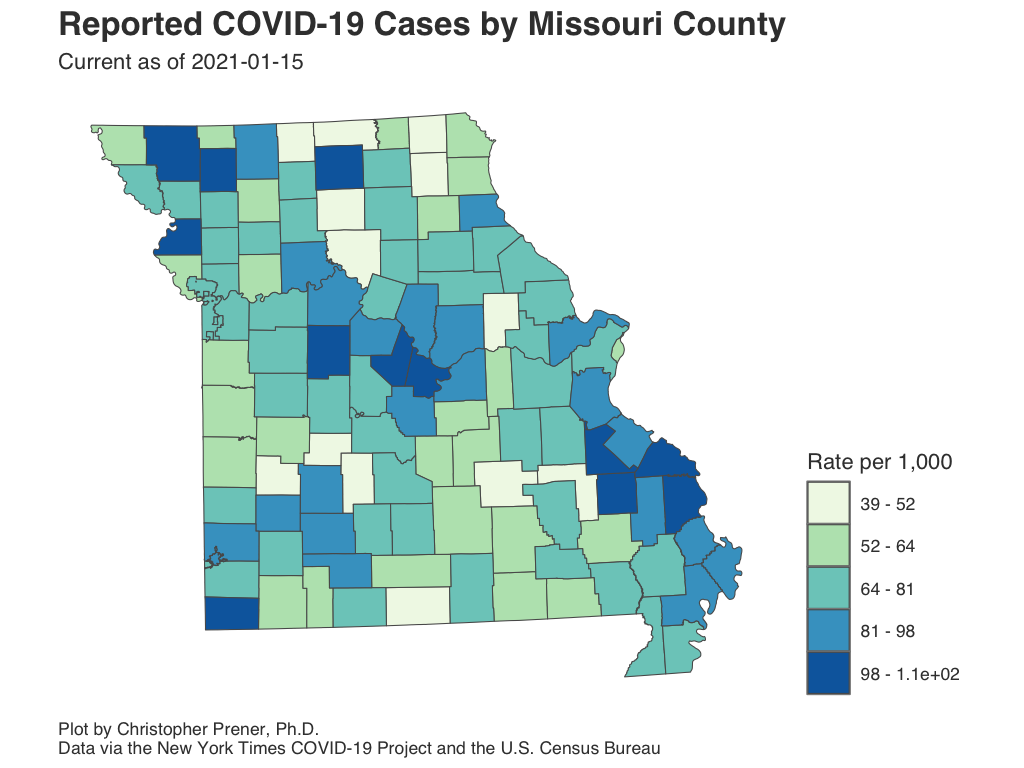 Reported COVID-19 Cases by Missouri County
Current as of 2021-01-15
Rate per 1,000
39 - 52
52 - 64
64 - 81
81 - 98
98 - 1.1e+02
Plot by Christopher Prener, Ph.D.
Data via the New York Times COVID-19 Project and the U.S. Census Bureau